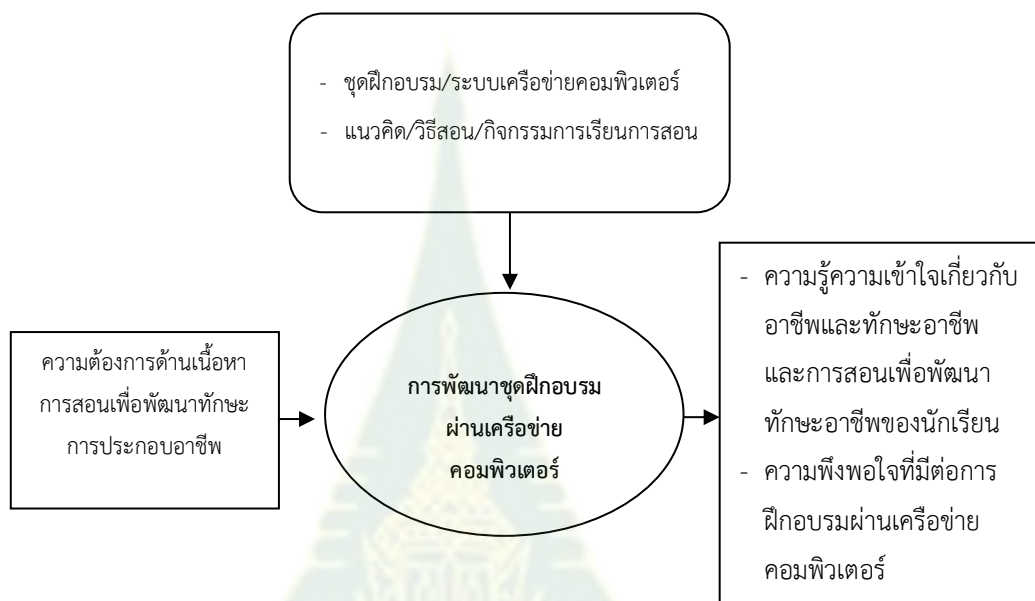 - ชุดฝึกอบรม/ระบบเครือข่ายคอมพิวเตอร์
- แนวคิด/วิธีสอน/กิจกรรมการเรียนการสอน
ความต้องการด้านเนื้อหา
การสอนเพื่อพัฒนาทักษะ
การประกอบอาชีพ
การพัฒนาชุดฝึกอบรม
ผ่านเครือข่าย
คอมพิวเตอร์
- ความรู้ความเข้าใจเกี่ยวกับ
อาชีพและทักษะอาชีพ
และการสอนเพื่อพัฒนา
ทักษะอาชีพของนักเรียน
- ความพึงพอใจที่มีต่อการ
ฝึกอบรมผ่านเครือข่าย
คอมพิวเตอร์